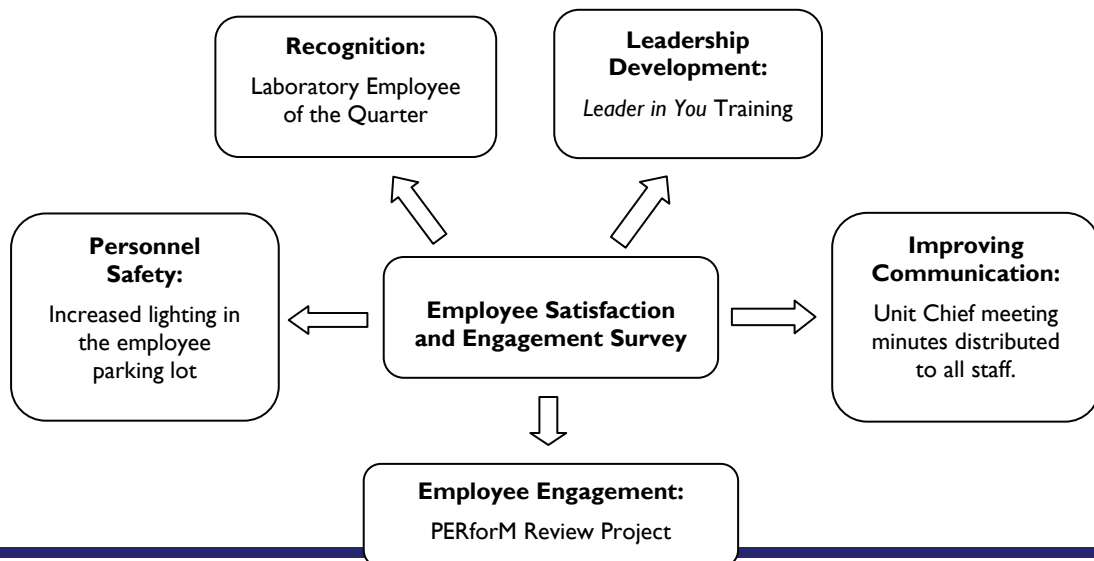 Recognition:
Laboratory Employee
of the Quarter
Leadership
Development:
Leader in You Training
Personnel
Safety:
Increased lighting in
the employee
parking lot
Employee Satisfaction
and Engagement Survey
Improving
Communication:
Unit Chief meeting
minutes distributed
to all staff.
Employee Engagement:
PERforM Review Project